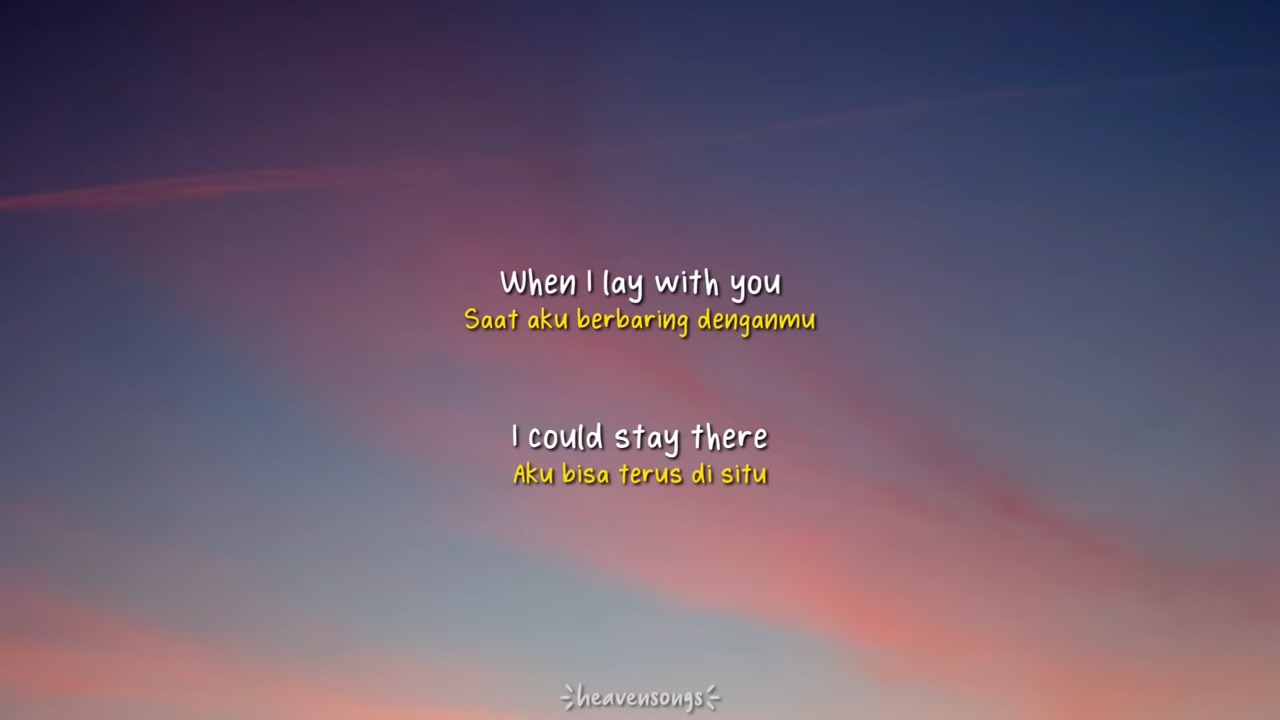 When I lay with you
Saat aku berbaring denganmu
I could stay there
Aku bisa terus di situ
heavensongs